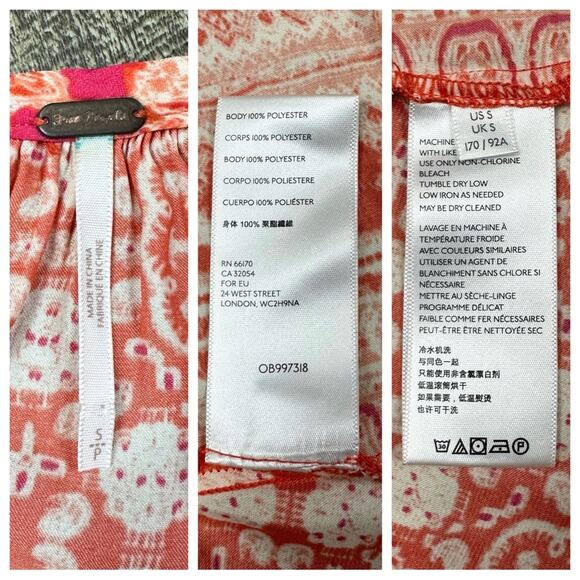 Free People
MADE IN CHINA
FABRIQUÉ EN CHINE
S:P
BODY 100% POLYESTER
CORPS 100% POLYESTER
BODY 100% POLYESTER
CORPO 100% POLIESTERE
CUERPO 100% POLIÉSTER
身体 100% 聚酯纖維
RN 66170
CA 32054
FOR EU
24 WEST STREET
LONDON, WC2H9NA
OB997318
US S
UK S
170 / 92A
MACHINE
WITH LIKE
USE ONLY NON-CHLORINE
BLEACH
TUMBLE DRY LOW
LOW IRON AS NEEDED
MAY BE DRY CLEANED
LAVAGE EN MACHINE À
TEMPÉRATURE FROIDE
AVEC COULEURS SIMILAIRES
UTILISER UN AGENT DE
BLANCHIMENT SANS CHLORE SI
NÉCESSAIRE
METTRE AU SÈCHE-LINGE
PROGRAMME DÉLICAT
FAIBLE COMME FER NÉCESSAIRE
PEUT-ÊTRE ÊTRE NETTOYÉE SEC
冷水机洗
与同色一起
只能使用非含氯漂白剂
低温滚筒烘干
如果需要，低温熨烫
也许可干洗
30 P